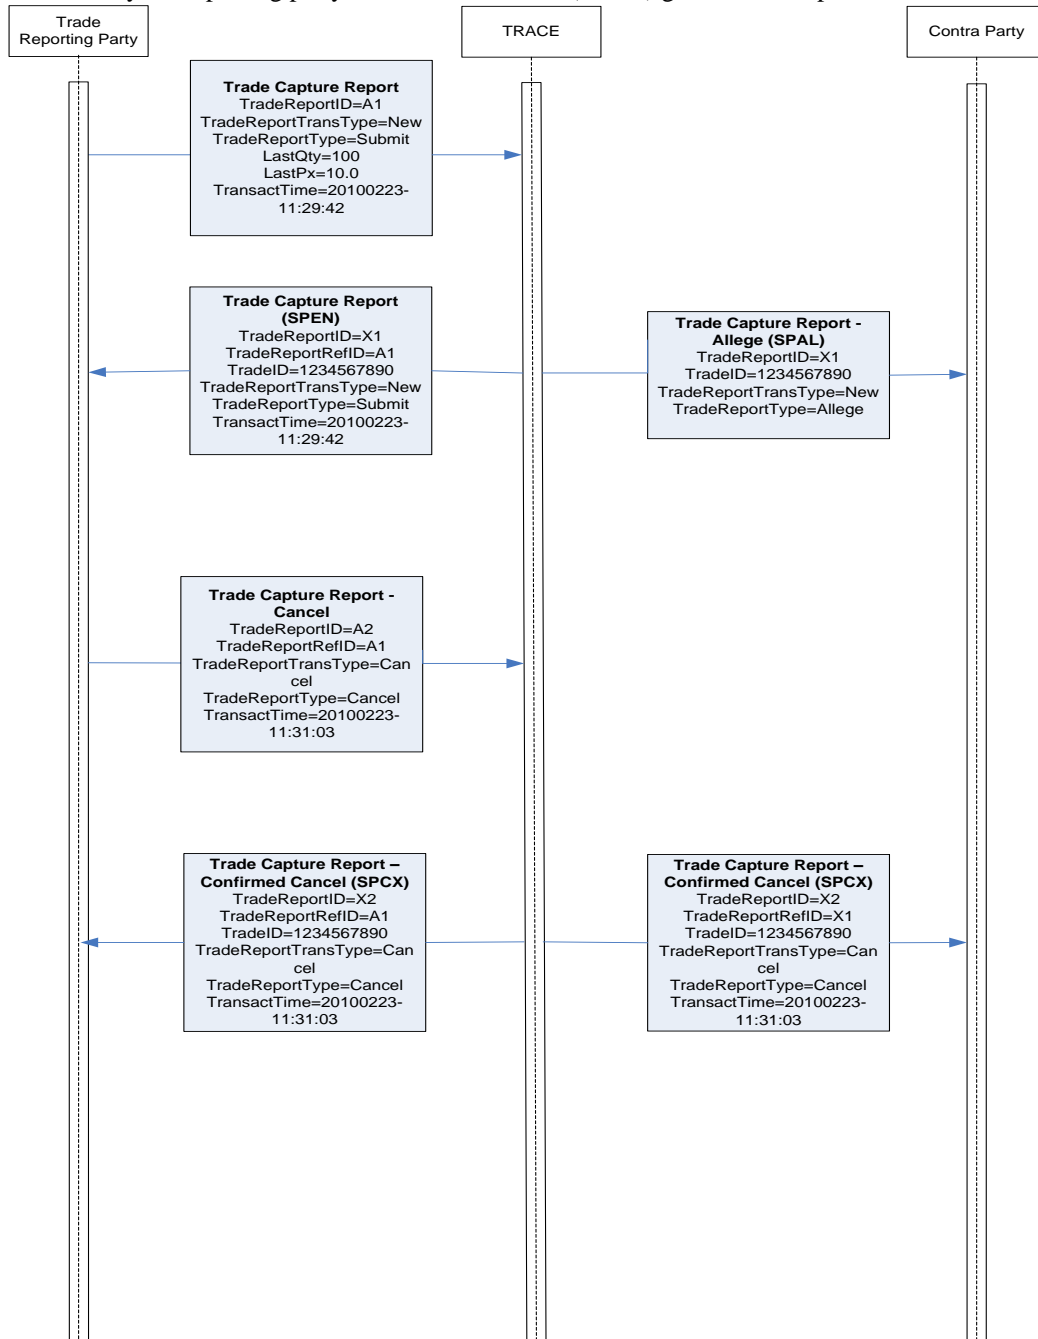 Trade
Reporting Party
TRACE
Contra Party
Trade Capture Report
TradeReportID=A1
TradeReportTransType=New
TradeReportType=Submit
LastQty=100
LastPx=10.0
TransactTime=20100223-
11:29:42
Trade Capture Report
(SPEN)
TradeReportID=X1
TradeReportRefID=A1
TradeID=1234567890
TradeReportTransType=New
TradeReportType=Submit
TransactTime=20100223-
11:29:42
Trade Capture Report -
Allege (SPAL)
TradeReportID=X1
TradeID=1234567890
TradeReportTransType=New
TradeReportType=Allege
Trade Capture Report -
Cancel
TradeReportID=A2
TradeReportRefID=A1
TradeReportTransType=Can
cel
TradeReportType=Cancel
TransactTime=20100223-
11:31:03
Trade Capture Report –
Confirmed Cancel (SPCX)
TradeReportID=X2
TradeReportRefID=A1
TradeID=1234567890
TradeReportTransType=Can
cel
TradeReportType=Cancel
TransactTime=20100223-
11:31:03
Trade Capture Report –
Confirmed Cancel (SPCX)
TradeReportID=X2
TradeReportRefID=X1
TradeID=1234567890
TradeReportTransType=Can
cel
TradeReportType=Cancel
TransactTime=20100223-
11:31:03